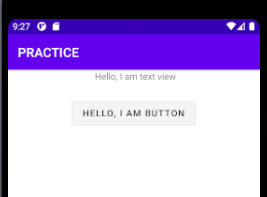 9:27
PRACTICE
Hello, I am text view
HELLO, I AM BUTTON